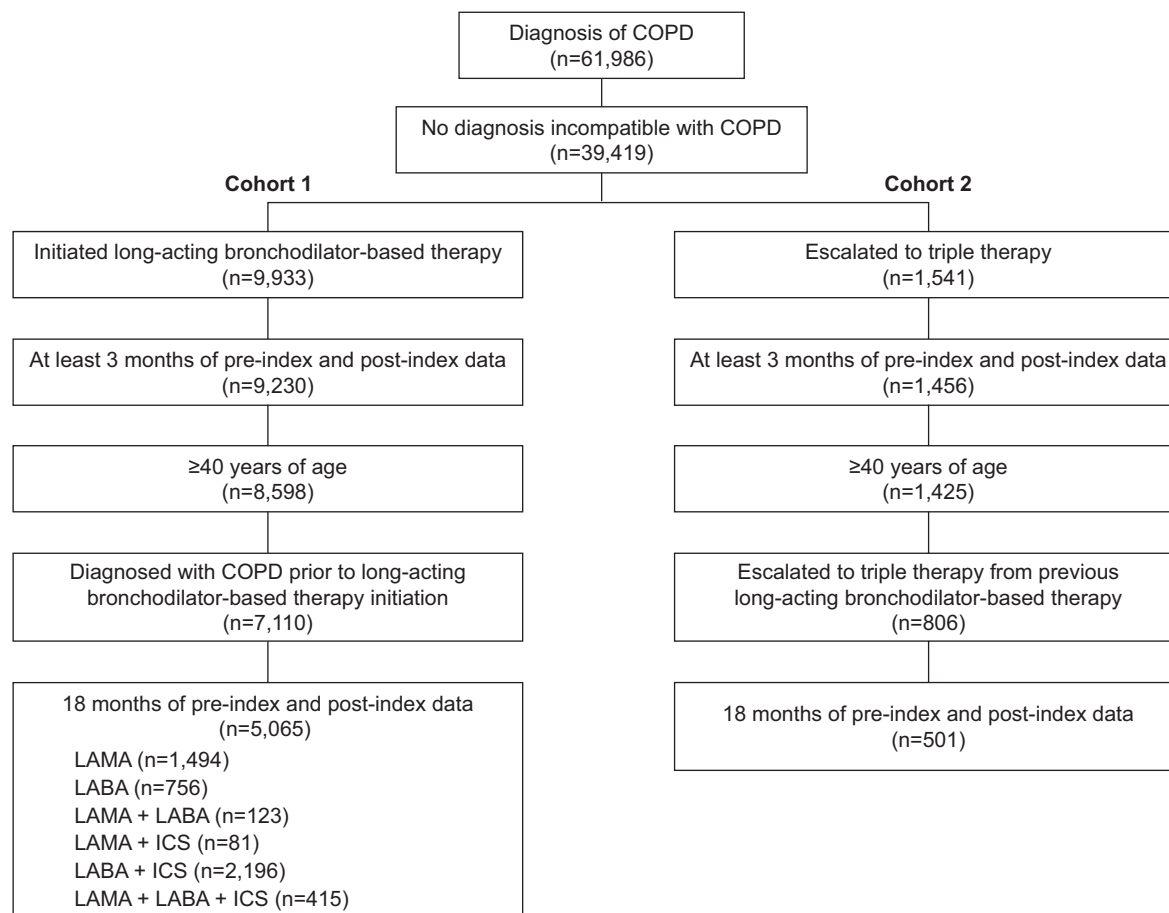 Diagnosis of COPD
(n=61,986)
No diagnosis incompatible with COPD
(n=39,419)
Cohort 1
Cohort 2
Initiated long-acting bronchodilator-based therapy
(n=9,933)
Escalated to triple therapy
(n=1,541)
At least 3 months of pre-index and post-index data
(n=9,230)
At least 3 months of pre-index and post-index data
(n=1,456)
≥40 years of age
(n=8,598)
≥40 years of age
(n=1,425)
Diagnosed with COPD prior to long-acting
bronchodilator-based therapy initiation
(n=7,110)
Escalated to triple therapy from previous
long-acting bronchodilator-based therapy
(n=806)
18 months of pre-index and post-index data
(n=5,065)
LAMA (n=1,494)
LABA (n=756)
LAMA + LABA (n=123)
LAMA + ICS (n=81)
LABA + ICS (n=2,196)
LAMA + LABA + ICS (n=415)
18 months of pre-index and post-index data
(n=501)